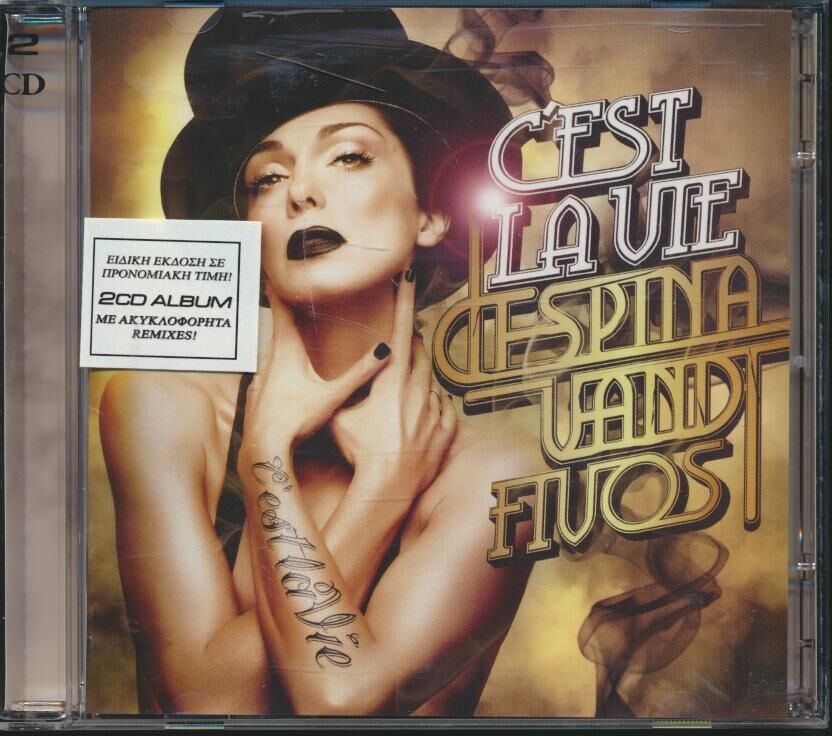 2
CD
C'EST
LA VIE
DESPINA
VANDI
FIVOS
ΕΙΔΙΚΗ ΕΚΔΟΣΗ ΣΕ
ΠΡΟΝΟΜΙΑΚΗ ΤΙΜΗ!
2CD ALBUM
ΜΕ ΑΚΥΚΛΟΦΟΡΗΤΑ
REMIXES!
C'est la Vie